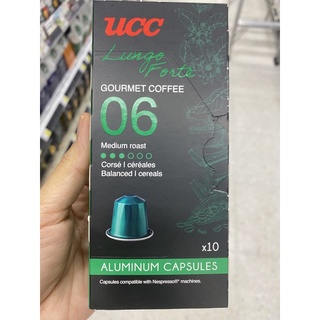 UCC
Lungo
Forte
GOURMET COFFEE
06
Medium roast
Corsé | céréales
Balanced | cereals
x10
ALUMINUM CAPSULES
Capsules compatible with Nespresso® machines.